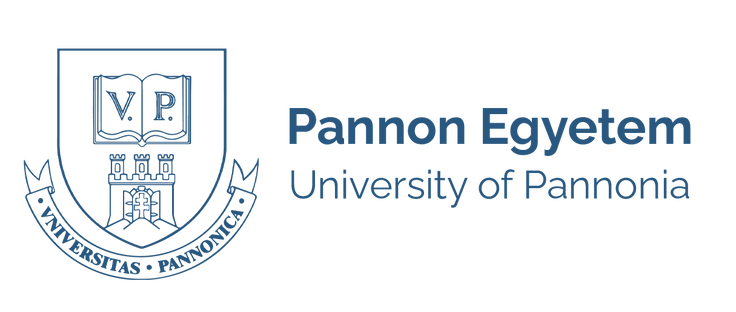 V. P.
VNIVERSITAS • PANNONICA
Pannon Egyetem
University of Pannonia